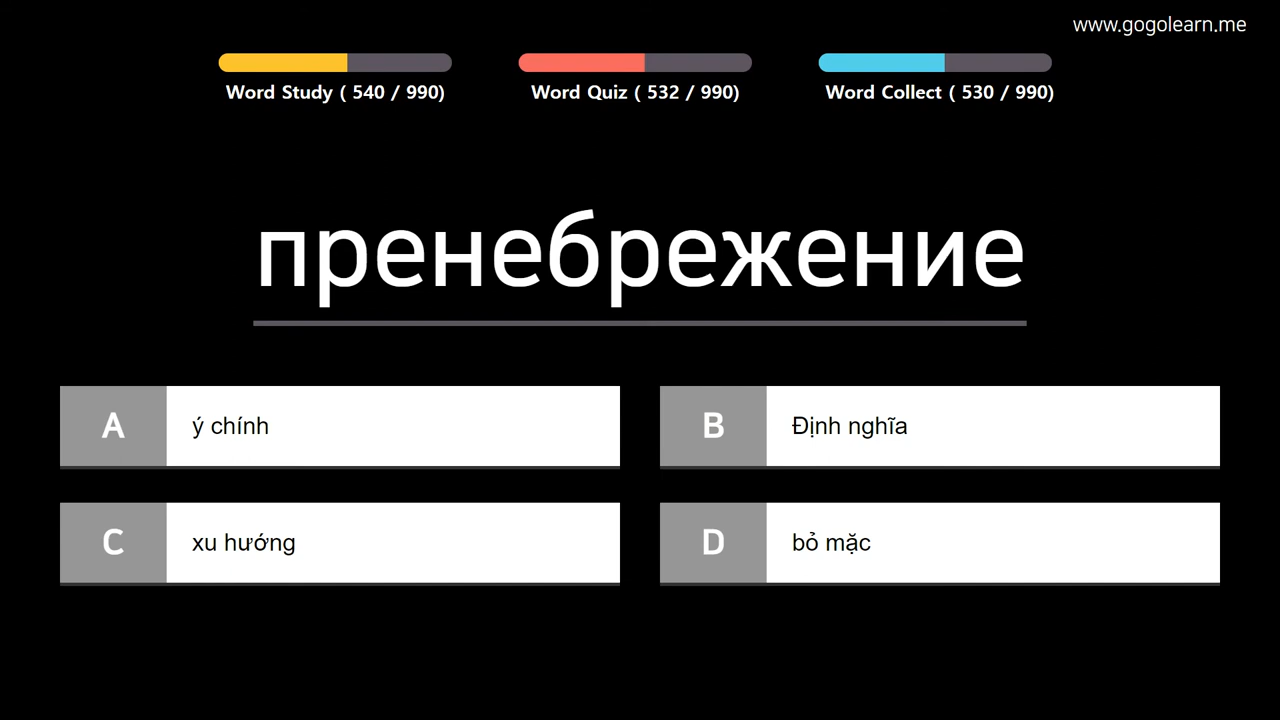 www.gogolearn.me
Word Study ( 540 / 990)
Word Quiz ( 532 / 990)
Word Collect ( 530 / 990)
пренебрежение
A ý chính
B Định nghĩa
C xu hướng
D bỏ mặc